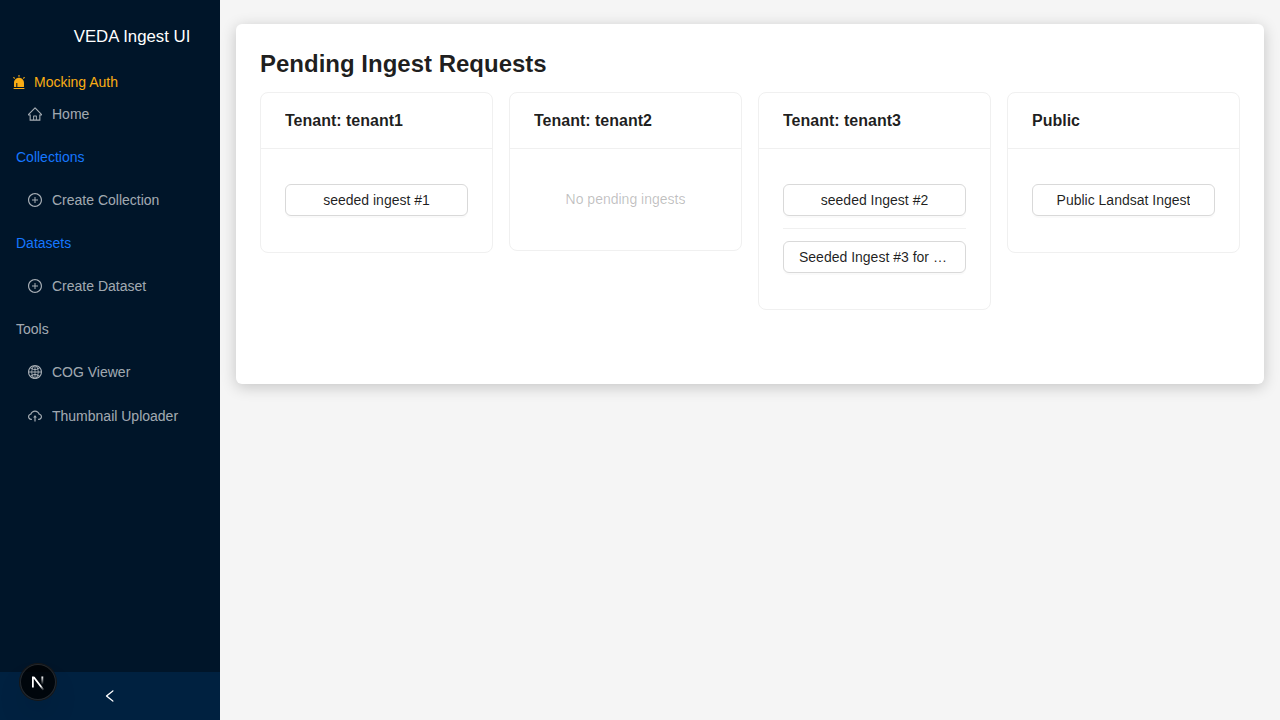 VEDA Ingest UI
Mocking Auth
Home
Collections
Create Collection
Datasets
Create Dataset
Tools
COG Viewer
Thumbnail Uploader
N
Pending Ingest Requests
Tenant: tenant1
seeded ingest #1
Tenant: tenant2
No pending ingests
Tenant: tenant3
seeded Ingest #2
Seeded Ingest #3 for …
Public
Public Landsat Ingest